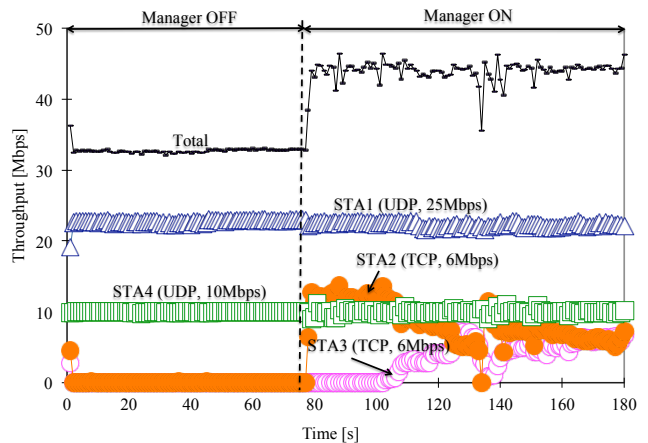 Manager OFF
Manager ON
50
40
30
20
10
0
Throughput [Mbps]
Total
STA1 (UDP, 25Mbps)
STA2 (TCP, 6Mbps)
STA4 (UDP, 10Mbps)
STA3 (TCP, 6Mbps)
0 20 40 60 80 100 120 140 160 180
Time [s]